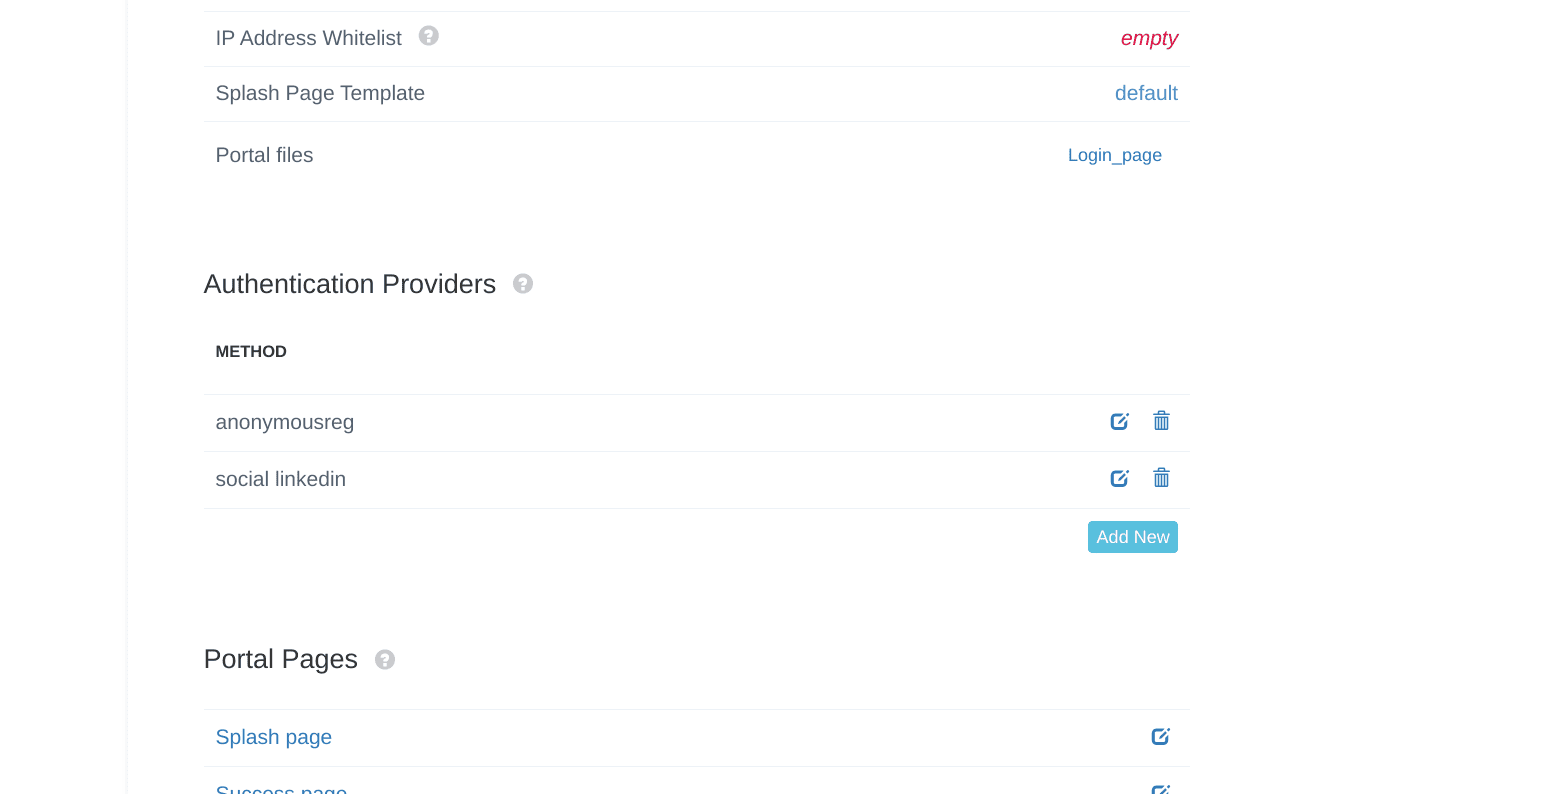 IP Address Whitelist empty
Splash Page Template default
Portal files Login_page
Authentication Providers
METHOD
anonymousreg
social linkedin
Add New
Portal Pages
Splash page
Success page